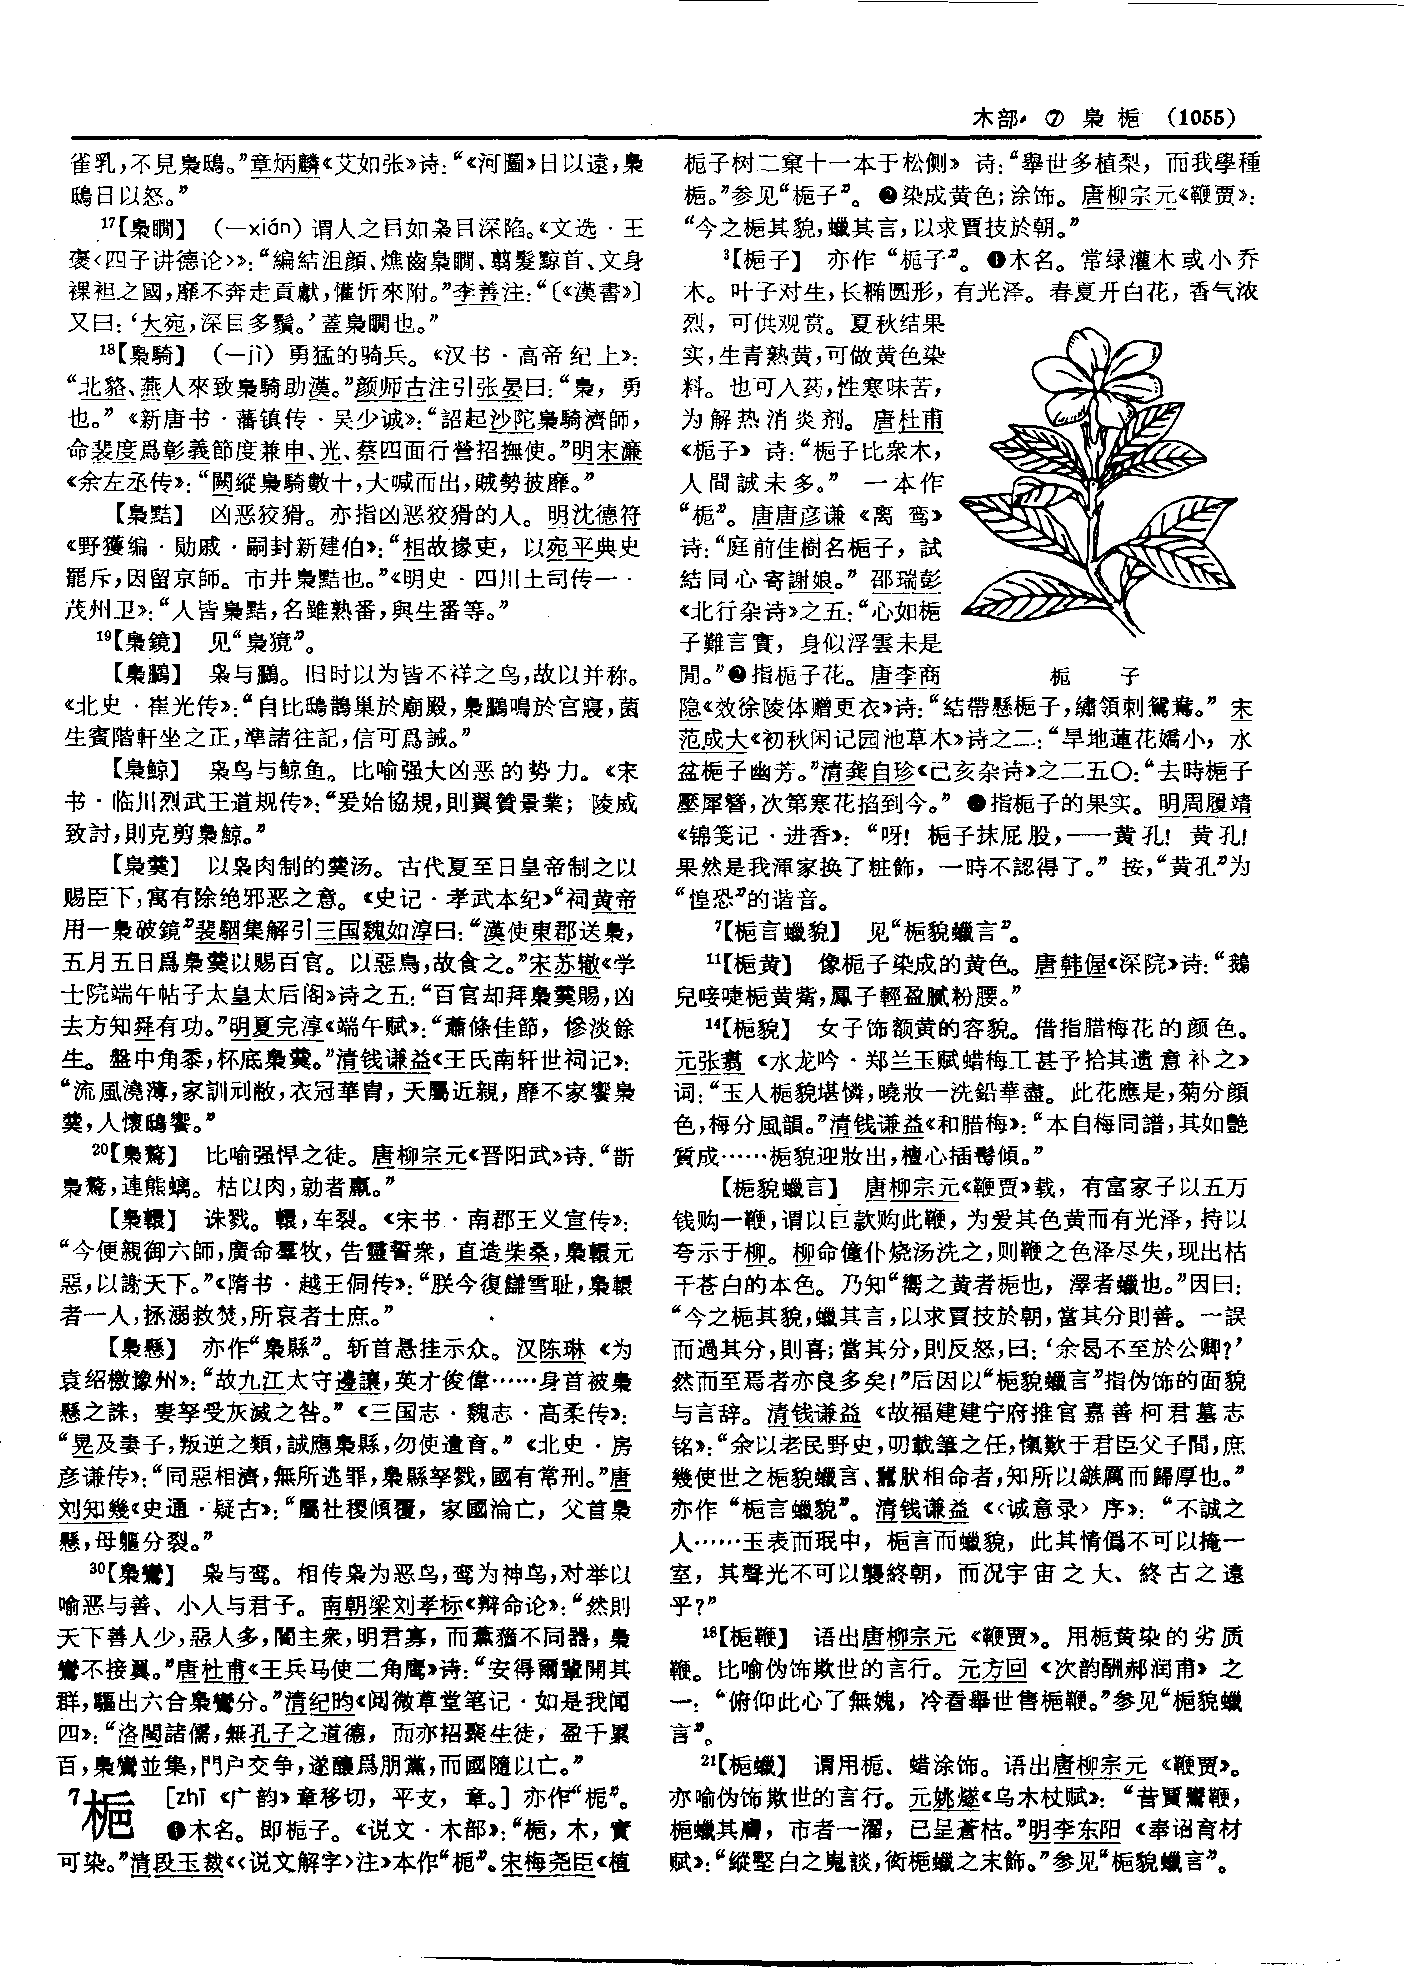 木部 ⑦ 梟 梔 （1055）
雀乳，不見梟鴟。”章炳麟《艾如张》诗：“《河圖》日以遠，梟
鴟日以怒。”
17【梟瞷】 （—xián）谓人之目如枭目深陷。《文选·王
褒〈四子讲德论〉》：“編結沮顔、燋齒梟瞷、翦髮黥首、文身
裸袒之國，靡不奔走貢獻，懽忻來附。”李善注：“〔《漢書》〕
又曰：‘大宛，深目多鬚。’蓋梟瞷也。”
18【梟騎】 （—jì）勇猛的骑兵。《汉书·高帝纪上》：
“北貉、燕人來致梟騎助漢。”颜师古注引张晏曰：“梟，勇
也。”《新唐书·藩镇传·吴少诚》：“詔起沙陀梟騎濟師，
命裴度爲彰義節度兼申、光、蔡四面行營招撫使。”明宋濂
《余左丞传》：“闕縱梟騎數十，大喊而出，賊勢披靡。”
【梟黠】 凶恶狡猾。亦指凶恶狡猾的人。明沈德符
《野獲编·勋戚·嗣封新建伯》：“相故掾吏，以宛平典史
罷斥，因留京師。市井梟黠也。”《明史·四川土司传一·
茂州卫》：“人皆梟黠，名雖熟番，與生番等。”
19【梟鏡】 见“梟獍”。
【梟鵩】 枭与鵩。旧时以为皆不祥之鸟，故以并称。
《北史·崔光传》：“自比鴟鵲巢於廟殿，梟鵩鳴於宮寢，菌
生賓階軒坐之正，準諸往記，信可爲誡。”
【梟鯨】 枭鸟与鲸鱼。比喻强大凶恶的势力。《宋
书·临川烈武王道规传》：“爰始協規，則翼贊景業；陵威
致討，則克剪梟鯨。”
【梟羹】 以枭肉制的羹汤。古代夏至日皇帝制之以
赐臣下，寓有除绝邪恶之意。《史记·孝武本纪》“祠黄帝
用一梟破鏡”裴駰集解引三国魏如淳曰：“漢使東郡送梟，
五月五日爲梟羹以賜百官。以惡鳥，故食之。”宋苏辙《学
士院端午帖子太皇太后阁》诗之五：“百官却拜梟羹賜，凶
去方知舜有功。”明夏完淳《端午赋》：“蕭條佳節，慘淡餘
生。盤中角黍，杯底梟羹。”清钱谦益《王氏南轩世祠记》：
“流風澆薄，家訓刓敝，衣冠華胄，天屬近親，靡不家饗梟
羹，人懷鴟饗。”
20【梟鶩】 比喻强悍之徒。唐柳宗元《晋阳武》诗：“斮
梟鶩，連熊螭。枯以肉，勍者羸。”
【梟轘】 诛戮。轘，车裂。《宋书·南郡王义宣传》：
“今便親御六師，廣命羣牧，告靈誓衆，直造柴桑，梟轘元
惡，以謝天下。”《隋书·越王侗传》：“朕今復讎雪耻，梟轘
者一人，拯溺救焚，所哀者士庶。”
【梟懸】 亦作“梟縣”。斩首悬挂示众。汉陈琳《为
袁绍檄豫州》：“故九江太守邊讓，英才俊偉……身首被梟
懸之誅，妻孥受灰滅之咎。”《三国志·魏志·高柔传》：
“晃及妻子，叛逆之類，誠應梟縣，勿使遺育。”《北史·房
彦谦传》：“同惡相濟，無所逃罪，梟縣孥戮，國有常刑。”唐
刘知幾《史通·疑古》：“屬社稷傾覆，家國淪亡，父首梟
懸，母軀分裂。”
30【梟鸞】 枭与鸾。相传枭为恶鸟，鸾为神鸟，对举以
喻恶与善、小人与君子。南朝梁刘孝标《辩命论》：“然則
天下善人少，惡人多，闇主衆，明君寡，而薰蕕不同器，梟
鸞不接翼。”唐杜甫《王兵马使二角鹰》诗：“安得爾輩開其
群，驅出六合梟鸞分。”清纪昀《阅微草堂笔记·如是我闻
四》：“洛閩諸儒，無孔子之道德，而亦招聚生徒，盈千累
百，梟鸞並集，門户交争，遂釀爲朋黨，而國隨以亡。”
7梔 ［zhī《广韵》章移切，平支，章。］亦作“栀”。
❶木名。即栀子。《说文·木部》：“梔，木，實
可染。”清段玉裁《〈说文解字〉注》本作“栀”。宋梅尧臣《植
栀子树二窠十一本于松侧》诗：“舉世多植梨，而我學種
梔。”参见“梔子”。❷染成黄色；涂饰。唐柳宗元《鞭贾》：
“今之梔其貌，蠟其言，以求賈技於朝。”
3【梔子】 亦作“栀子”。❶木名。常绿灌木或小乔
木。叶子对生，长椭圆形，有光泽。春夏开白花，香气浓
烈，可供观赏。夏秋结果
实，生青熟黄，可做黄色染
料。也可入药，性寒味苦，
为解热消炎剂。唐杜甫
《栀子》诗：“梔子比衆木，
人間誠未多。”一本作
“栀”。唐唐彦谦《离鸾》
诗：“庭前佳樹名梔子，試
結同心寄謝娘。”邵瑞彭
《北行杂诗》之五：“心如梔
子難言實，身似浮雲未是
閒。”❷指栀子花。唐李商
栀 子
隐《效徐陵体赠更衣》诗：“結帶懸梔子，繡領刺鴛鴦。”宋
范成大《初秋闲记园池草木》诗之二：“旱地蓮花嬌小，水
盆梔子幽芳。”清龚自珍《己亥杂诗》之二五〇：“去時梔子
壓犀簪，次第寒花掐到今。”❸指栀子的果实。明周履靖
《锦笺记·进香》：“呀！梔子抹屁股，——黄孔！黄孔！
果然是我渾家换了粧飾，一時不認得了。”按，“黄孔”为
“惶恐”的谐音。
7【梔言蠟貌】 见“梔貌蠟言”。
11【梔黄】 像栀子染成的黄色。唐韩偓《深院》诗：“鵝
兒唼啑梔黄觜，鳳子輕盈膩粉腰。”
14【梔貌】 女子饰额黄的容貌。借指腊梅花的颜色。
元张翥《水龙吟·郑兰玉赋蜡梅工甚予拾其遗意补之》
词：“玉人梔貌堪憐，曉妝一洗鉛華盡。此花應是，菊分顔
色，梅分風韻。”清钱谦益《和腊梅》：“本自梅同譜，其如艷
質成……梔貌迎妝出，檀心插髻傾。”
【梔貌蠟言】 唐柳宗元《鞭贾》载，有富家子以五万
钱购一鞭，谓以巨款购此鞭，为爱其色黄而有光泽，持以
夸示于柳。柳命僮仆烧汤洗之，则鞭之色泽尽失，现出枯
干苍白的本色。乃知“嚮之黄者梔也，澤者蠟也。”因曰：
“今之梔其貌，蠟其言，以求賈技於朝，當其分則善。一誤
而過其分，則喜；當其分，則反怒，曰：‘余曷不至於公卿？’
然而至焉者亦良多矣！”后因以“梔貌蠟言”指伪饰的面貌
与言辞。清钱谦益《故福建建宁府推官嘉善柯君墓志
铭》：“余以老民野史，叨載筆之任，愾歎于君臣父子間，庶
幾使世之梔貌蠟言、鬻肰相命者，知所以鏃厲而歸厚也。”
亦作“梔言蠟貌”。清钱谦益《〈诚意录〉序》：“不誠之
人……玉表而珉中，梔言而蠟貌，此其情僞不可以掩一
室，其聲光不可以襲終朝，而况宇宙之大、終古之遠
乎？”
18【梔鞭】 语出唐柳宗元《鞭贾》。用栀黄染的劣质
鞭。比喻伪饰欺世的言行。元方回《次韵酬郝润甫》之
一：“俯仰此心了無媿，冷看舉世售梔鞭。”参见“梔貌蠟
言”。
21【梔蠟】 谓用栀、蜡涂饰。语出唐柳宗元《鞭贾》。
亦喻伪饰欺世的言行。元姚燧《乌木杖赋》：“昔賈鬻鞭，
梔蠟其膚，市者一濯，已呈蒼枯。”明李东阳《奉诏育材
赋》：“縱堅白之鬼談，衒梔蠟之末飾。”参见“梔貌蠟言”。